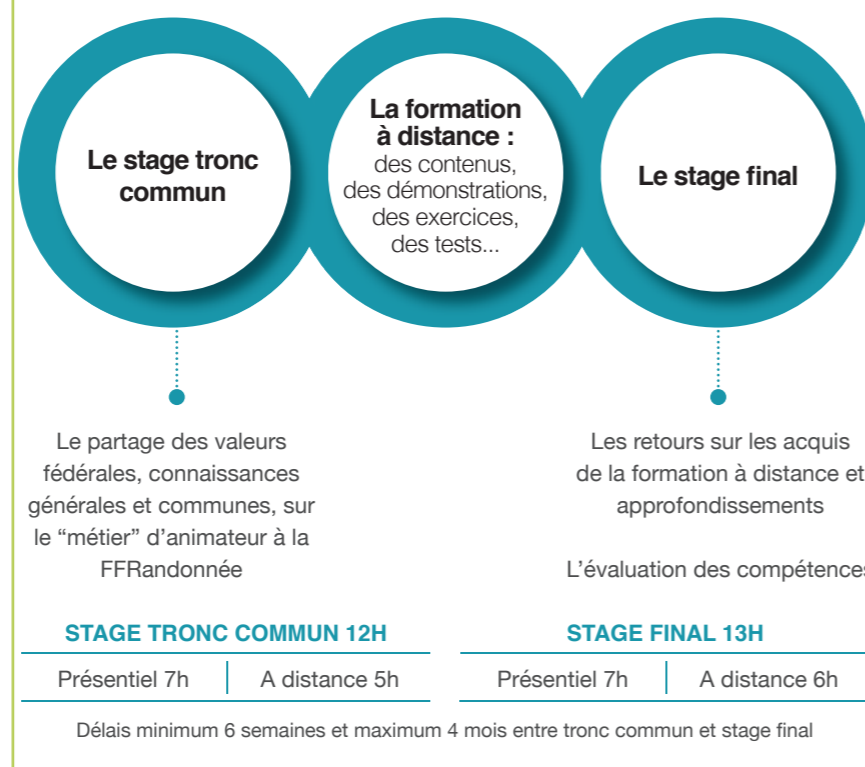 Le stage tronc
commun
La formation
à distance :
des contenus,
des démonstrations,
des exercices,
des tests...
Le stage final
Le partage des valeurs
fédérales, connaissances
générales et communes, sur
le “métier” d’animateur à la
FFRandonnée
Les retours sur les acquis
de la formation à distance et
approfondissements
L’évaluation des compétences
STAGE TRONC COMMUN 12H
Présentiel 7h
A distance 5h
STAGE FINAL 13H
Présentiel 7h
A distance 6h
Délais minimum 6 semaines et maximum 4 mois entre tronc commun et stage final